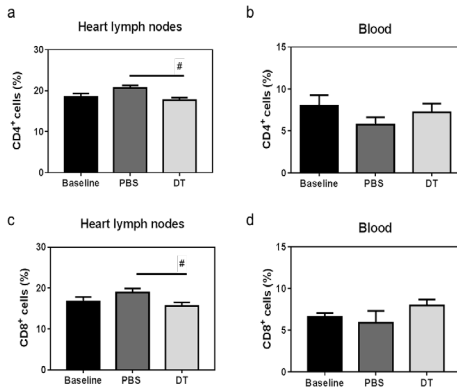 a
Heart lymph nodes
CD4⁺ cells (%)
30
20
10
0
#
Baseline PBS DT
b
Blood
CD4⁺ cells (%)
15
10
5
0
Baseline PBS DT
c
Heart lymph nodes
CD8⁺ cells (%)
30
20
10
0
#
Baseline PBS DT
d
Blood
CD8⁺ cells (%)
15
10
5
0
Baseline PBS DT